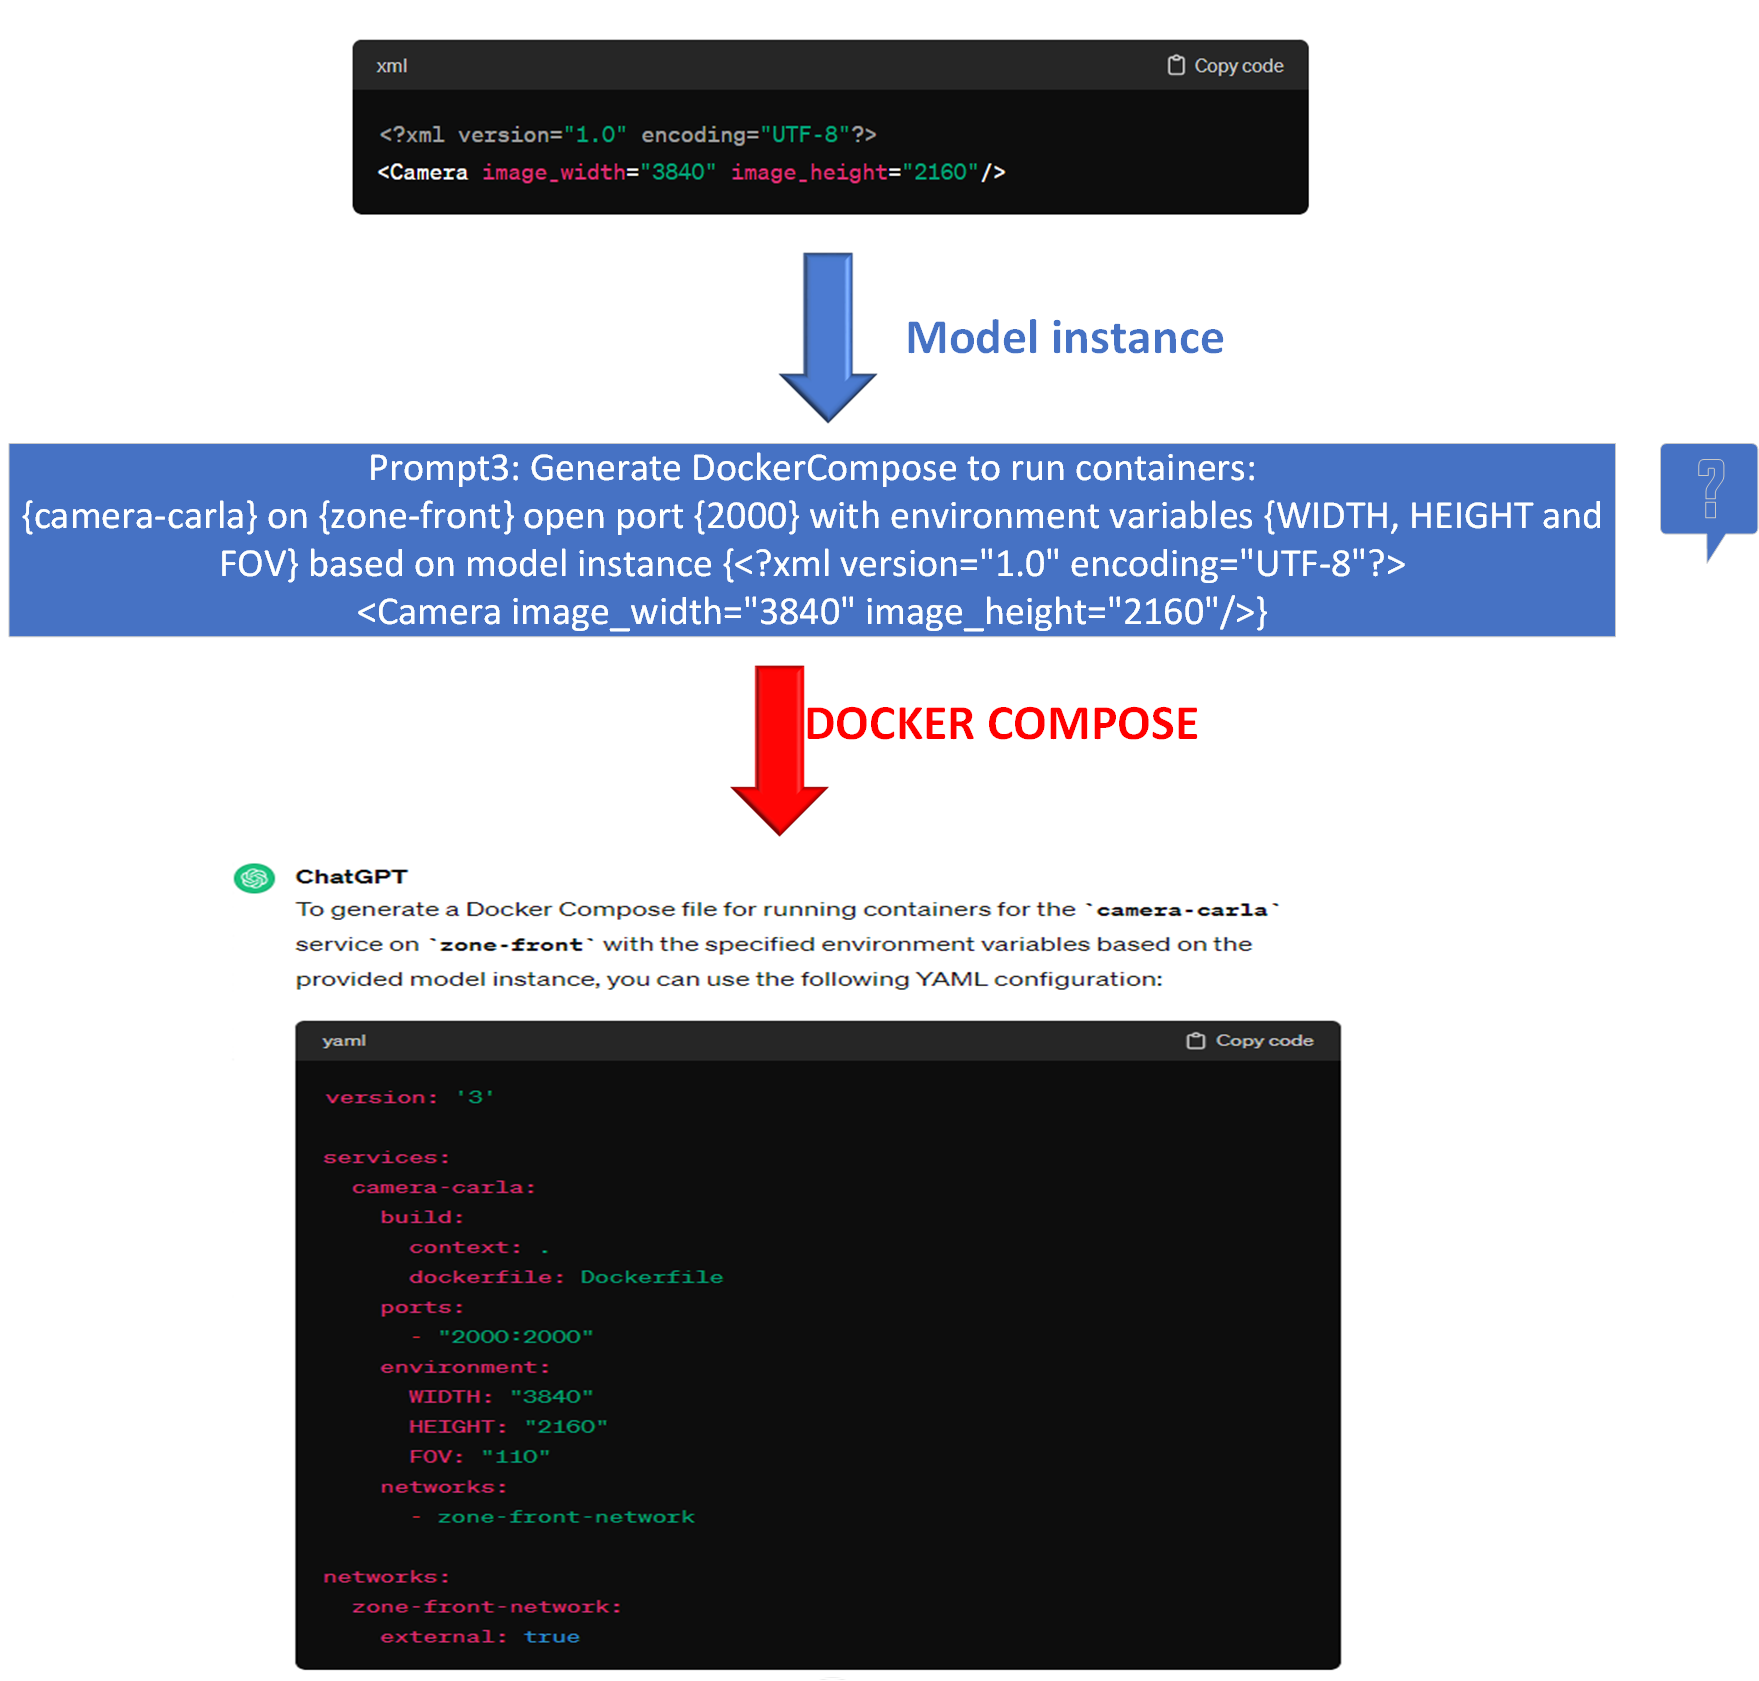 xml
Copy code
<?xml version="1.0" encoding="UTF-8"?>
<Camera image_width="3840" image_height="2160"/>
Model instance
Prompt3: Generate DockerCompose to run containers:
{camera-carla} on {zone-front} open port {2000} with environment variables {WIDTH, HEIGHT and
FOV} based on model instance {<?xml version="1.0" encoding="UTF-8"?>
<Camera image_width="3840" image_height="2160"/>}
?
DOCKER COMPOSE
ChatGPT
To generate a Docker Compose file for running containers for the `camera-carla`
service on `zone-front` with the specified environment variables based on the
provided model instance, you can use the following YAML configuration:
yaml
Copy code
version: '3'
services:
camera-carla:
build:
context: .
dockerfile: Dockerfile
ports:
- "2000:2000"
environment:
WIDTH: "3840"
HEIGHT: "2160"
FOV: "110"
networks:
- zone-front-network
networks:
zone-front-network:
external: true